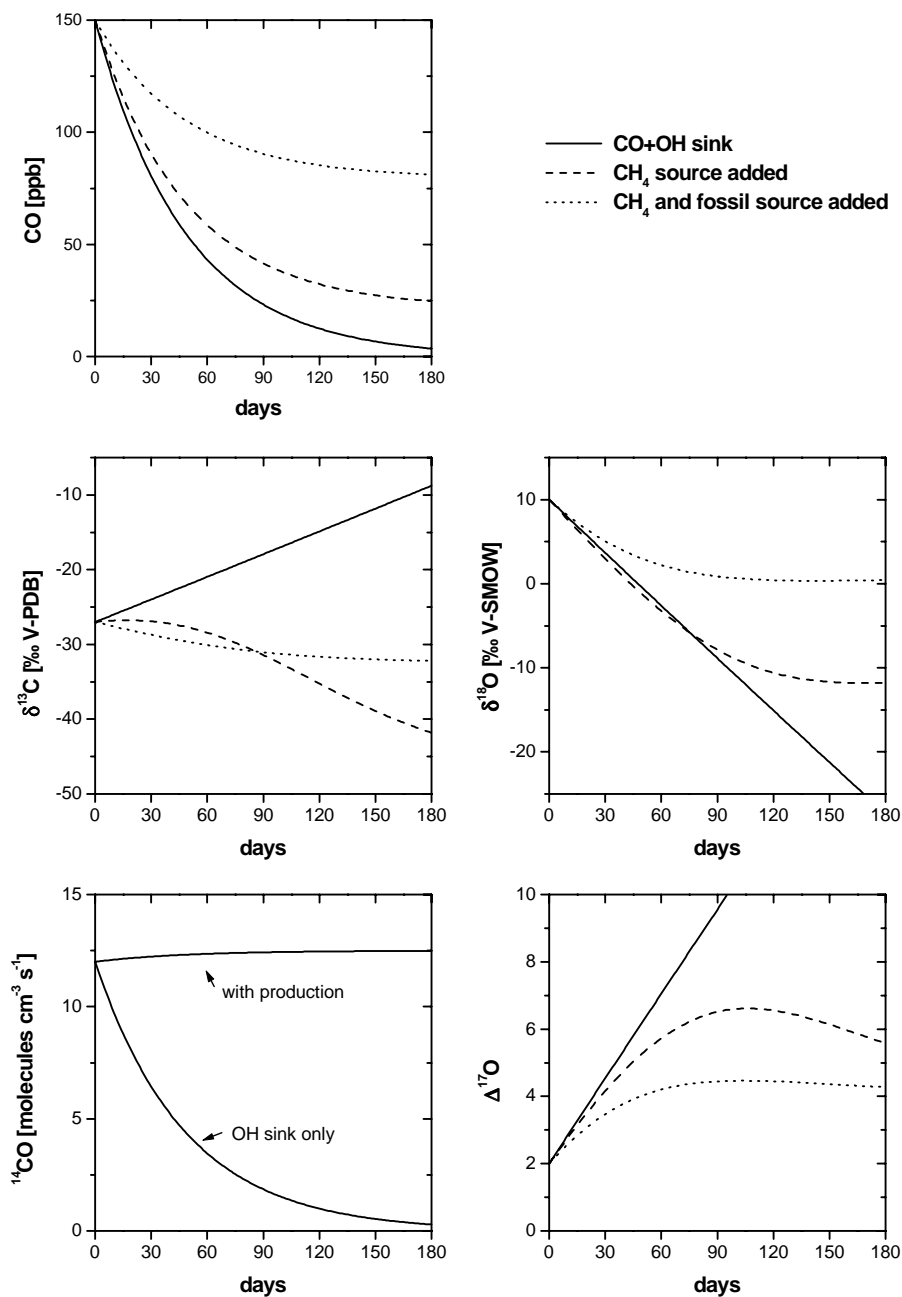 150
100
50
0
CO [ppb]
0 30 60 90 120 150 180
days
CO+OH sink
CH₄ source added
CH₄ and fossil source added
-10
-20
-30
-40
-50
δ¹³C [‰ V-PDB]
0 30 60 90 120 150 180
days
10
0
-10
-20
δ¹⁸O [‰ V-SMOW]
0 30 60 90 120 150 180
days
15
10
5
0
¹⁴CO [molecules cm⁻³ s⁻¹]
with production
OH sink only
0 30 60 90 120 150 180
days
10
8
6
4
2
0
Δ¹⁷O
0 30 60 90 120 150 180
days